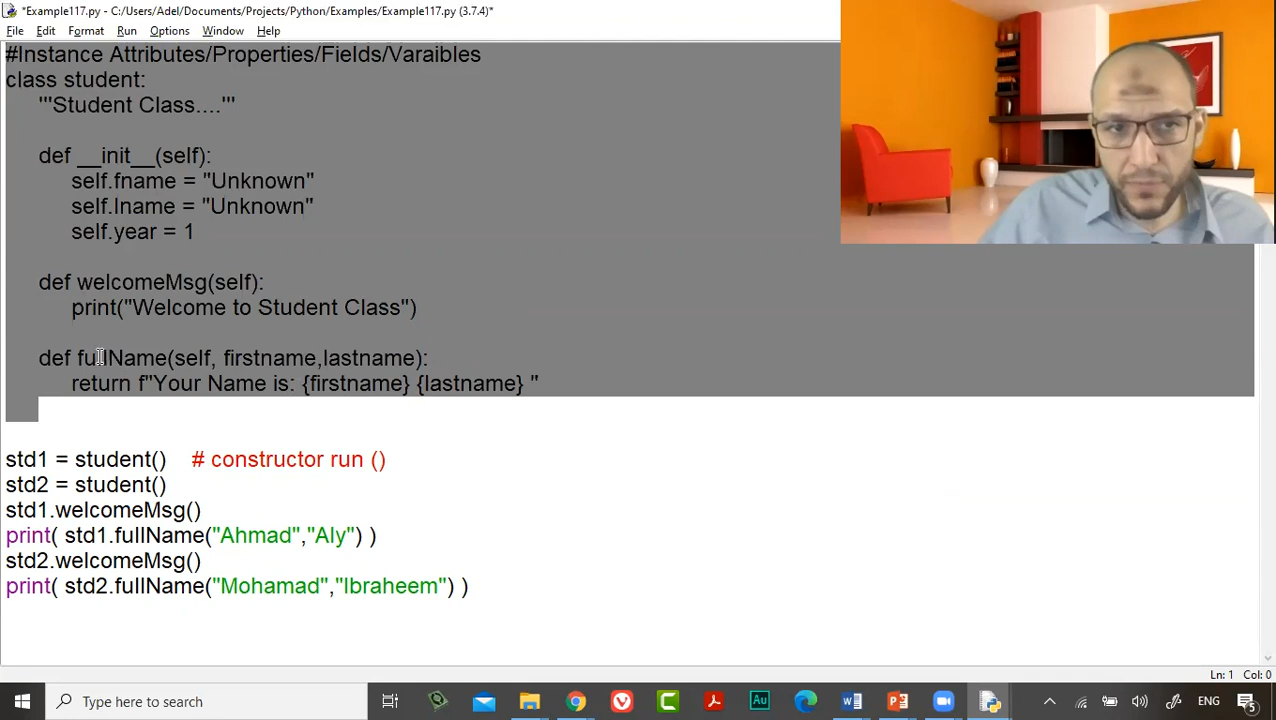 *Example117.py - C:/Users/Adel/Documents/Projects/Python/Examples/Example117.py (3.7.4)*
File Edit Format Run Options Window Help
#Instance Attributes/Properties/Fields/Varaibles
class student:
'''Student Class....'''
def __init__(self):
self.fname = "Unknown"
self.lname = "Unknown"
self.year = 1
def welcomeMsg(self):
print("Welcome to Student Class")
def fullName(self, firstname,lastname):
return f"Your Name is: {firstname} {lastname} "
std1 = student() # constructor run ()
std2 = student()
std1.welcomeMsg()
print( std1.fullName("Ahmad","Aly") )
std2.welcomeMsg()
print( std2.fullName("Mohamad","Ibraheem") )
Ln: 1 Col: 0
Type here to search
Au
ENG
5